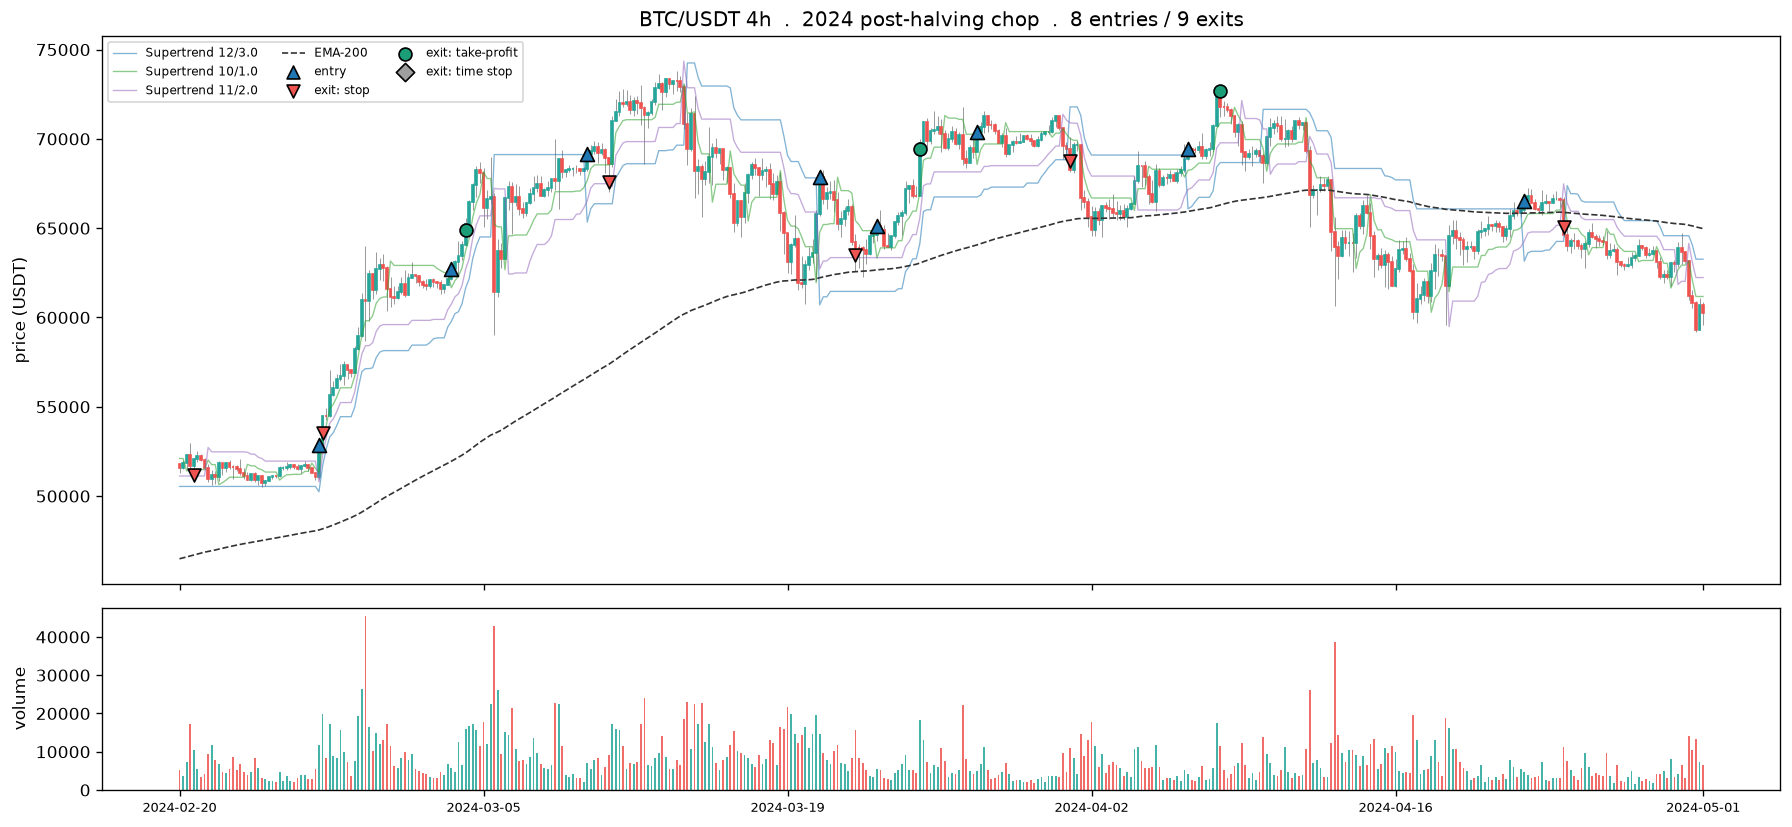 BTC/USDT 4h . 2024 post-halving chop . 8 entries / 9 exits
Supertrend 12/3.0
Supertrend 10/1.0
Supertrend 11/2.0
EMA-200
entry
exit: stop
exit: take-profit
exit: time stop
price (USDT)
75000
70000
65000
60000
55000
50000
volume
40000
30000
20000
10000
0
2024-02-20
2024-03-05
2024-03-19
2024-04-02
2024-04-16
2024-05-01